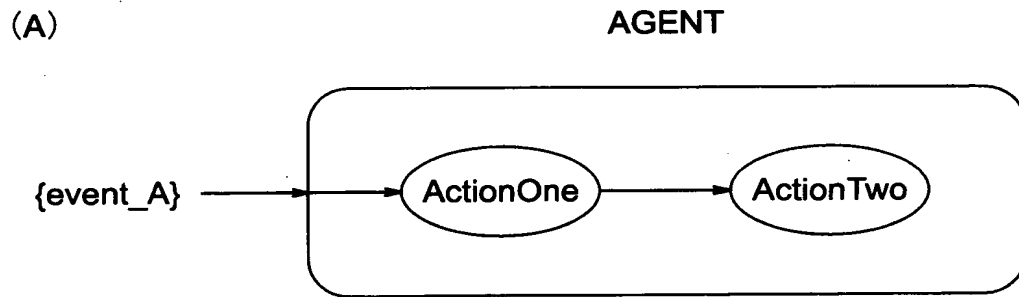 (A)
AGENT
{event_A}
ActionOne
ActionTwo